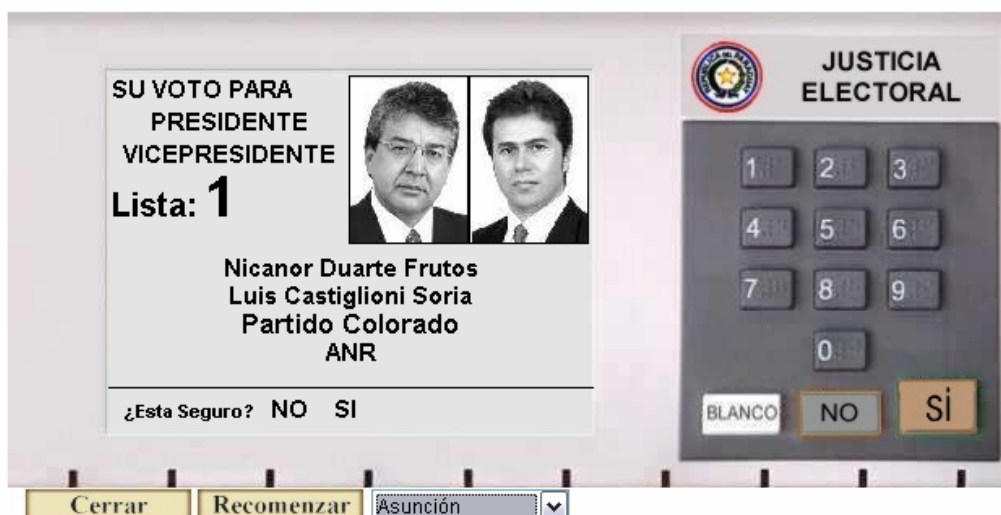 SU VOTO PARA
PRESIDENTE
VICEPRESIDENTE
Lista: 1
Nicanor Duarte Frutos
Luis Castiglioni Soria
Partido Colorado
ANR
¿Esta Seguro? NO SI
JUSTICIA
ELECTORAL
1 2 3
4 5 6
7 8 9
0
BLANCO NO SÍ
Cerrar Recomenzar Asunción